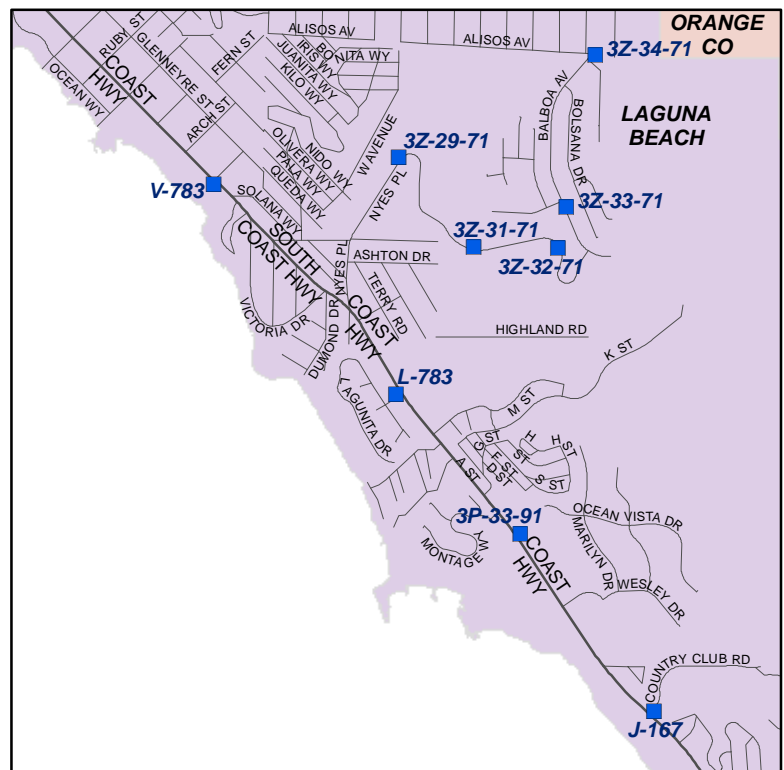 ORANGE
CO
ALISOS AV
ALISOS AV
RUBY ST
GLENNEYRE ST
FERN ST
BONITA WY
IRIS WY
JUANITA WY
KILO WY
3Z-34-71
COAST
HWY
OCEAN WY
ARCH ST
BALBOA AV
BOLSANA DR
LAGUNA
BEACH
W AVENUE
NIDO WY
OLIVERA WY
PALA WY
QUEDA WY
3Z-29-71
V-783
SOLANA WY
NYES PL
3Z-33-71
3Z-31-71
3Z-32-71
SOUTH
COAST HWY
NYES PL
ASHTON DR
TERRY RD
VICTORIA DR
DUMOND DR
COAST
HWY
HIGHLAND RD
K ST
L-783
LAGUNITA DR
M ST
G ST
H
ST
H ST
F ST
D ST
S ST
A ST
3P-33-91
OCEAN VISTA DR
MONTAGE
WY
COAST
HWY
MARILYN DR
WESLEY DR
COUNTRY CLUB RD
J-167